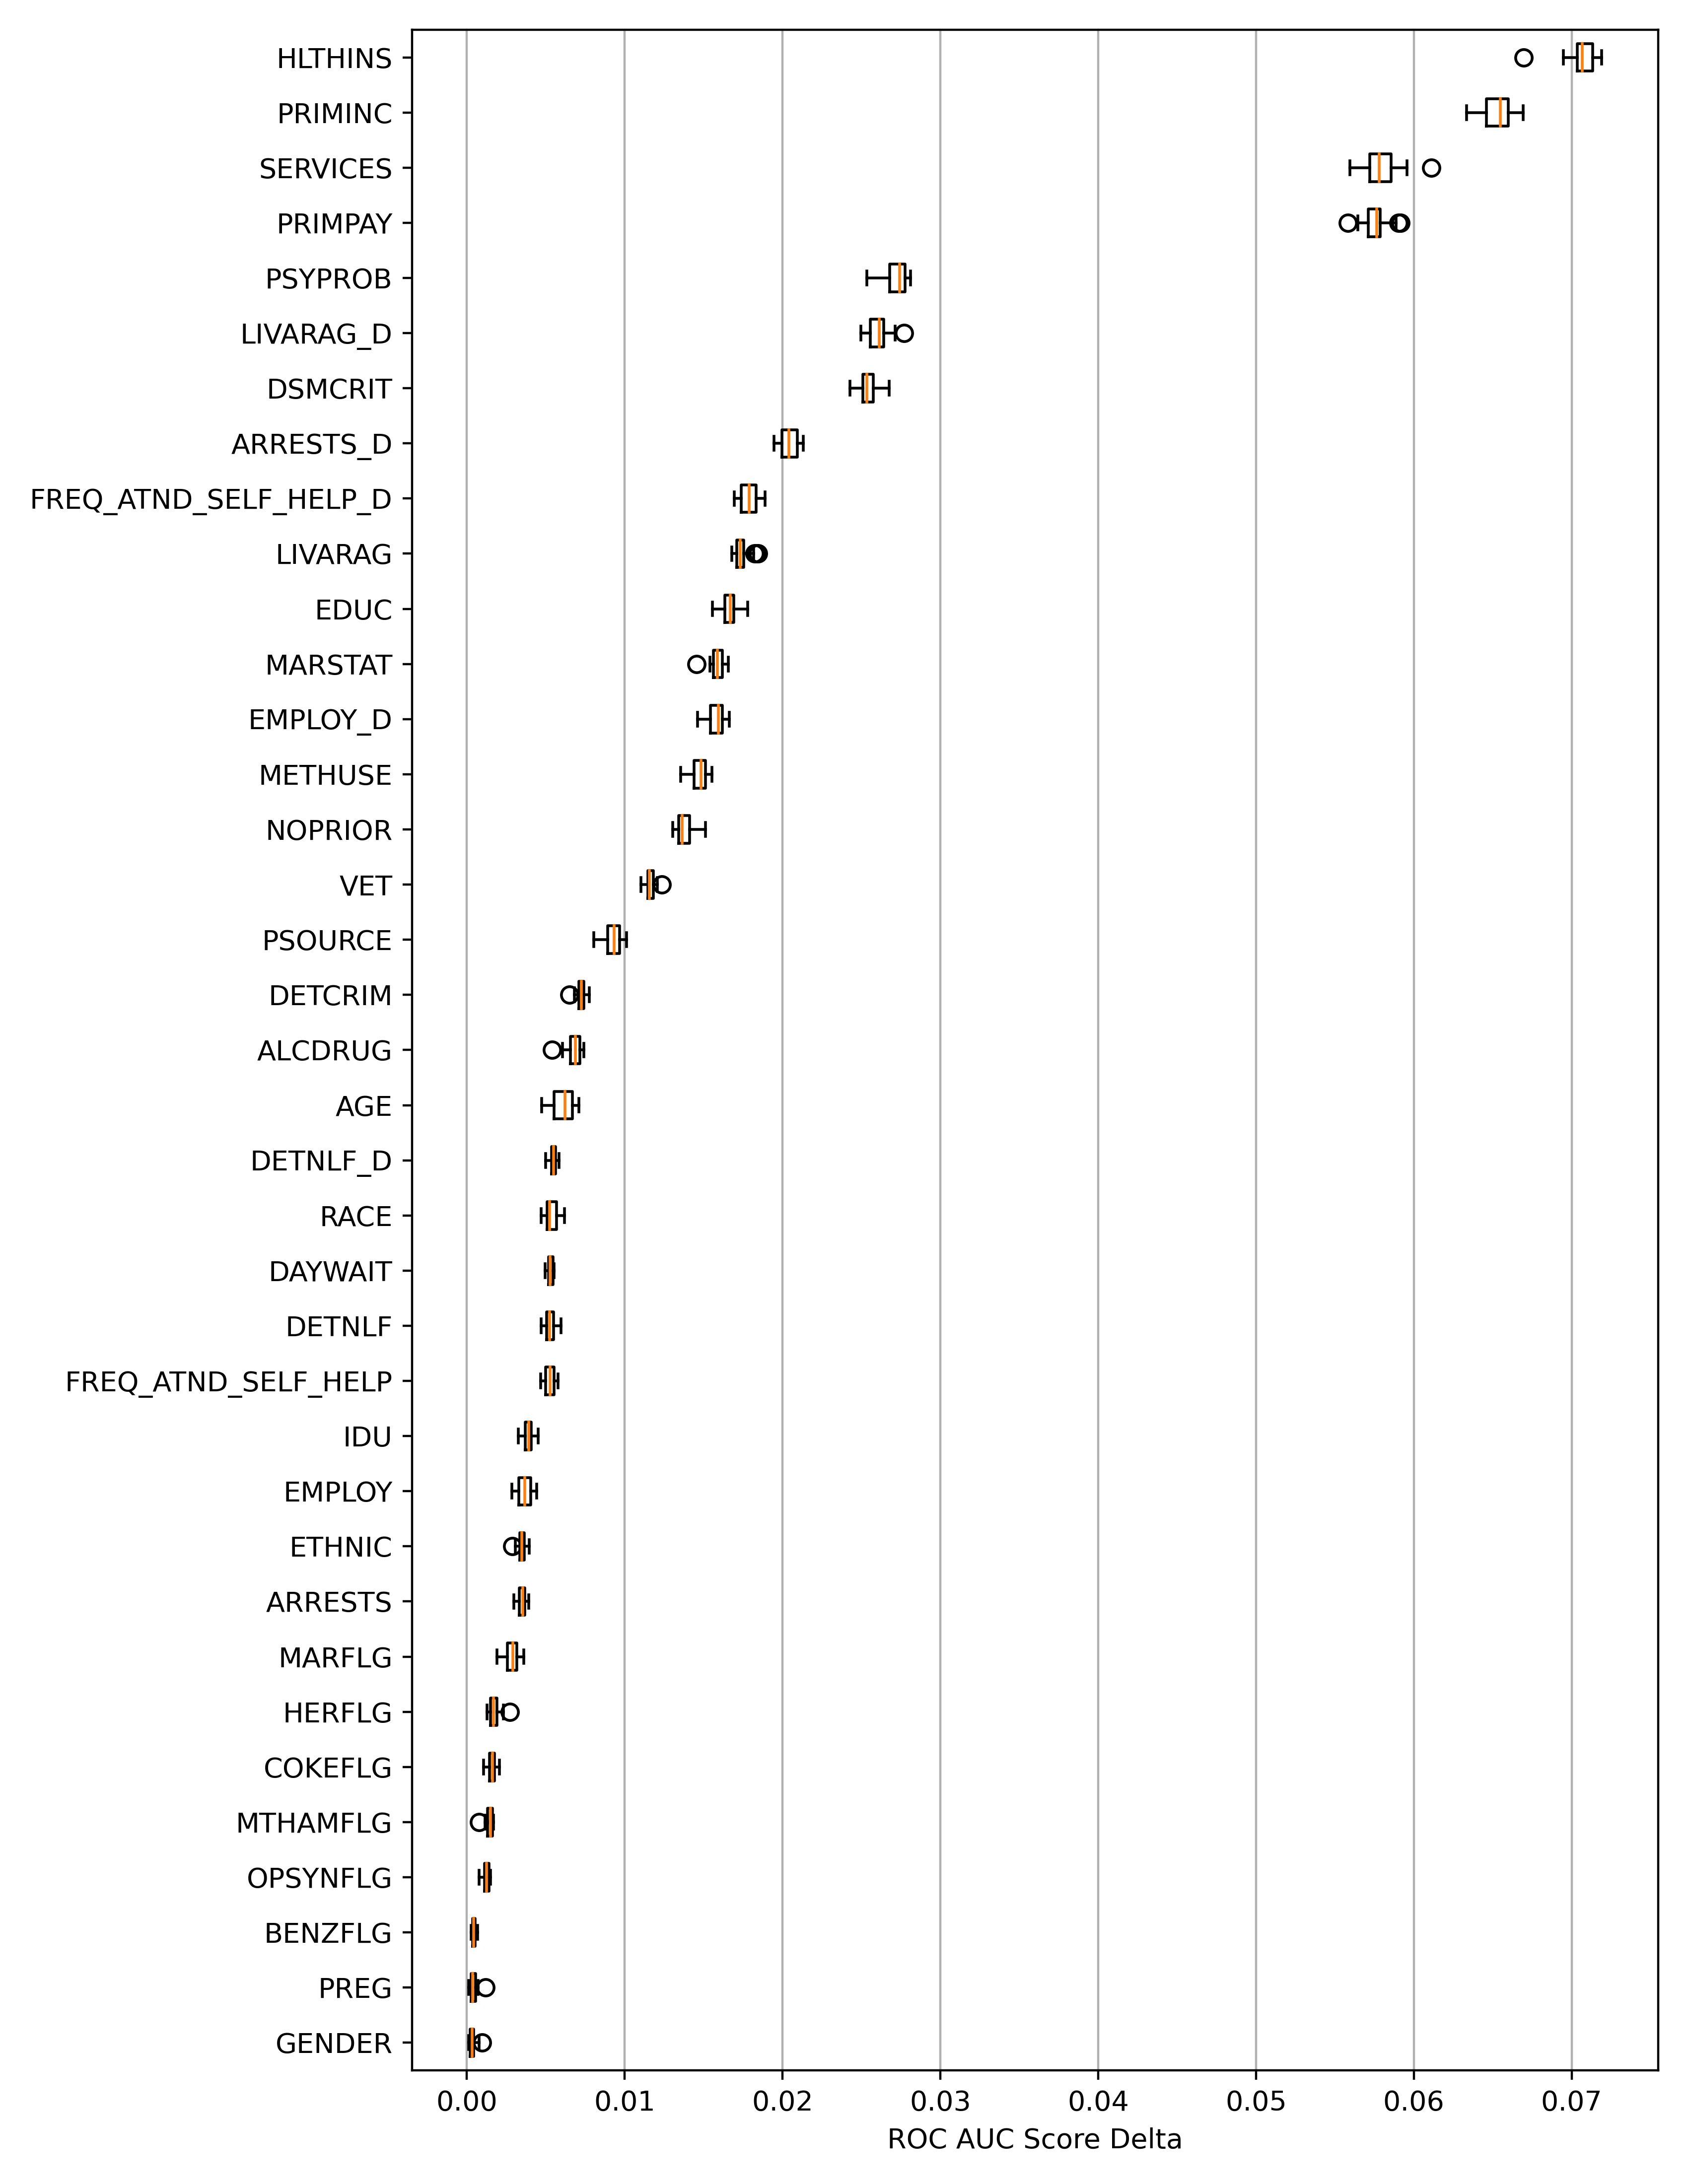 HLTHINS
PRIMINC
SERVICES
PRIMPAY
PSYPROB
LIVARAG_D
DSMCRIT
ARRESTS_D
FREQ_ATND_SELF_HELP_D
LIVARAG
EDUC
MARSTAT
EMPLOY_D
METHUSE
NOPRIOR
VET
PSOURCE
DETCRIM
ALCDRUG
AGE
DETNLF_D
RACE
DAYWAIT
DETNLF
FREQ_ATND_SELF_HELP
IDU
EMPLOY
ETHNIC
ARRESTS
MARFLG
HERFLG
COKEFLG
MTHAMFLG
OPSYNFLG
BENZFLG
PREG
GENDER
0.00 0.01 0.02 0.03 0.04 0.05 0.06 0.07
ROC AUC Score Delta